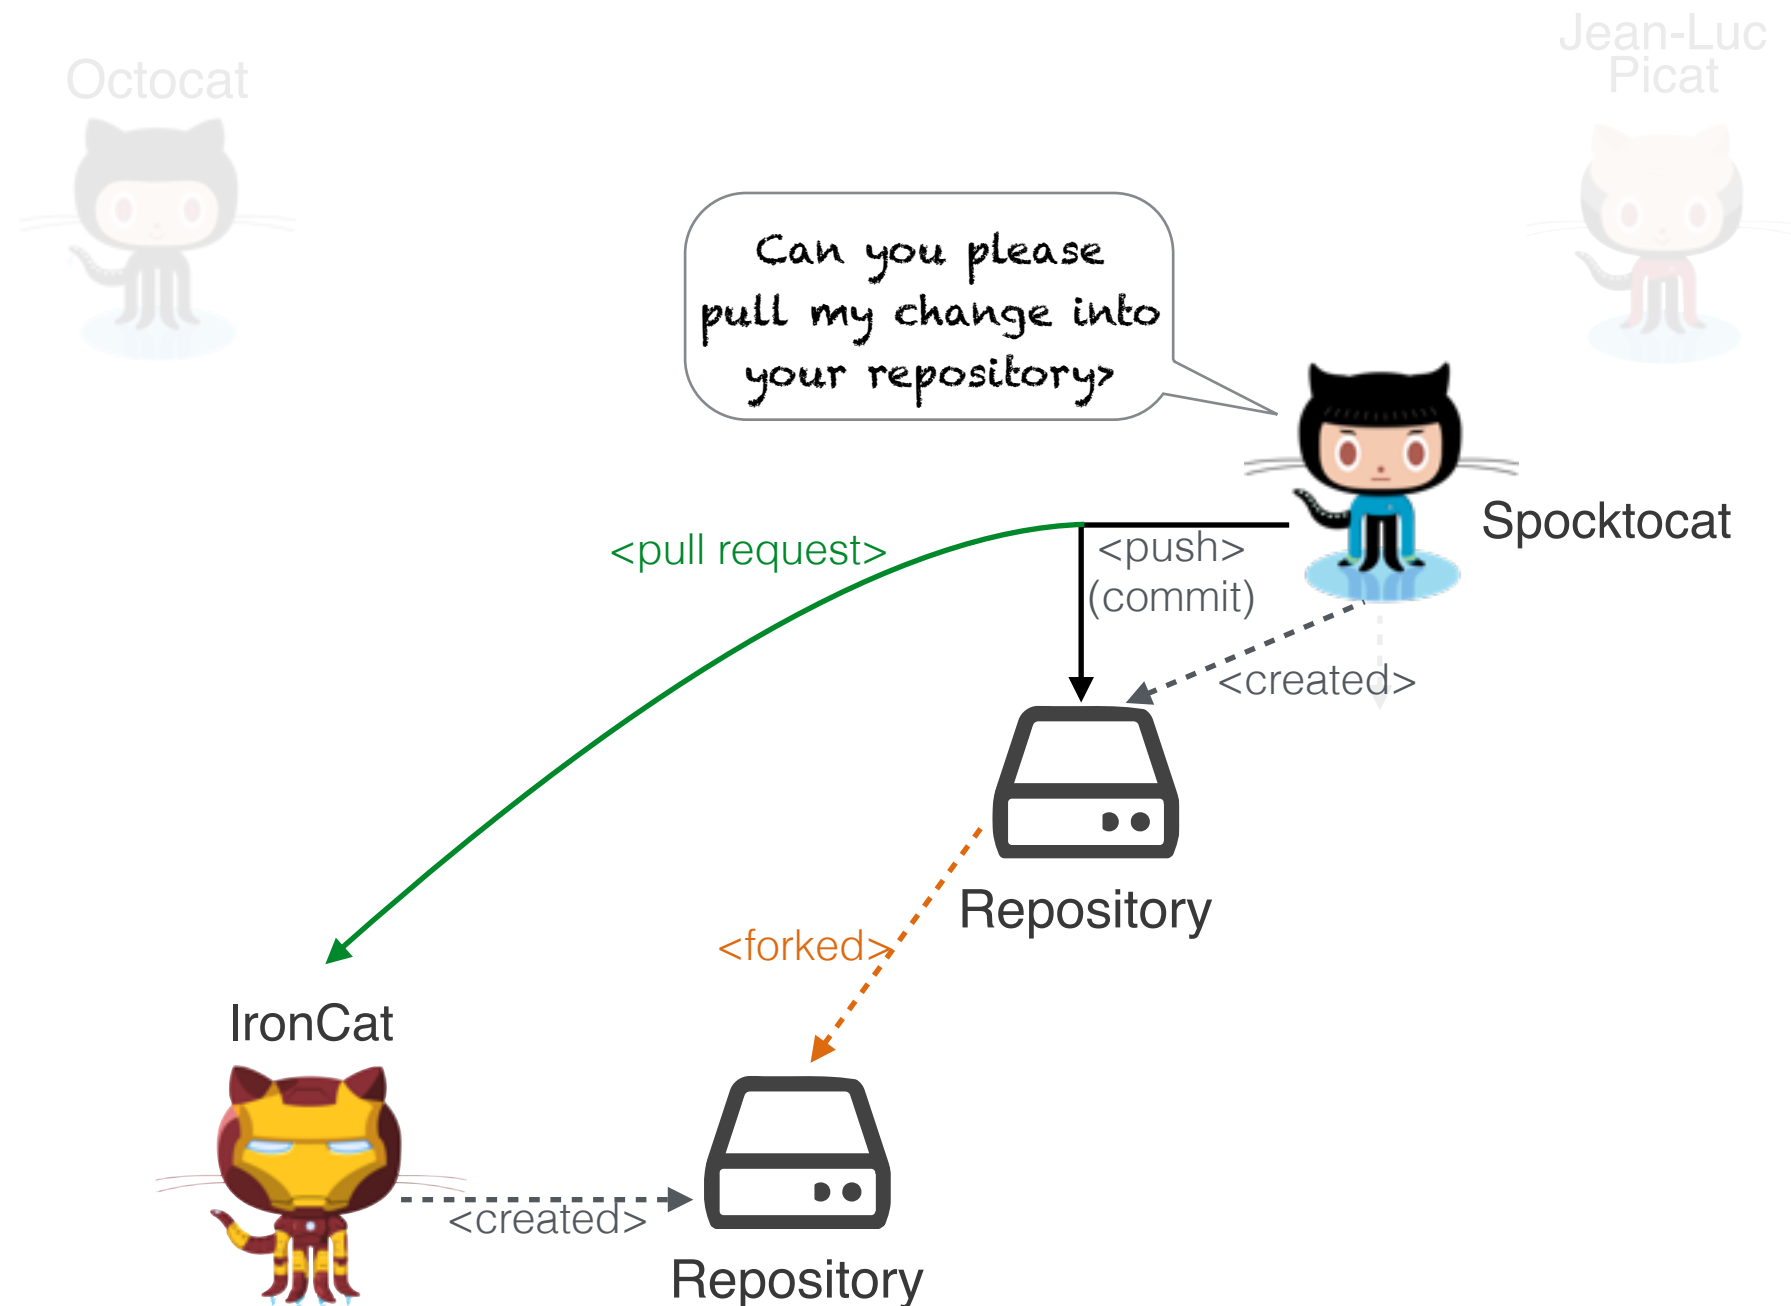 Octocat
Jean-Luc
Picat
Can you please
pull my change into
your repository>
Spocktocat
<pull request>
<push>
(commit)
<created>
Repository
<forked>
IronCat
<created>
Repository